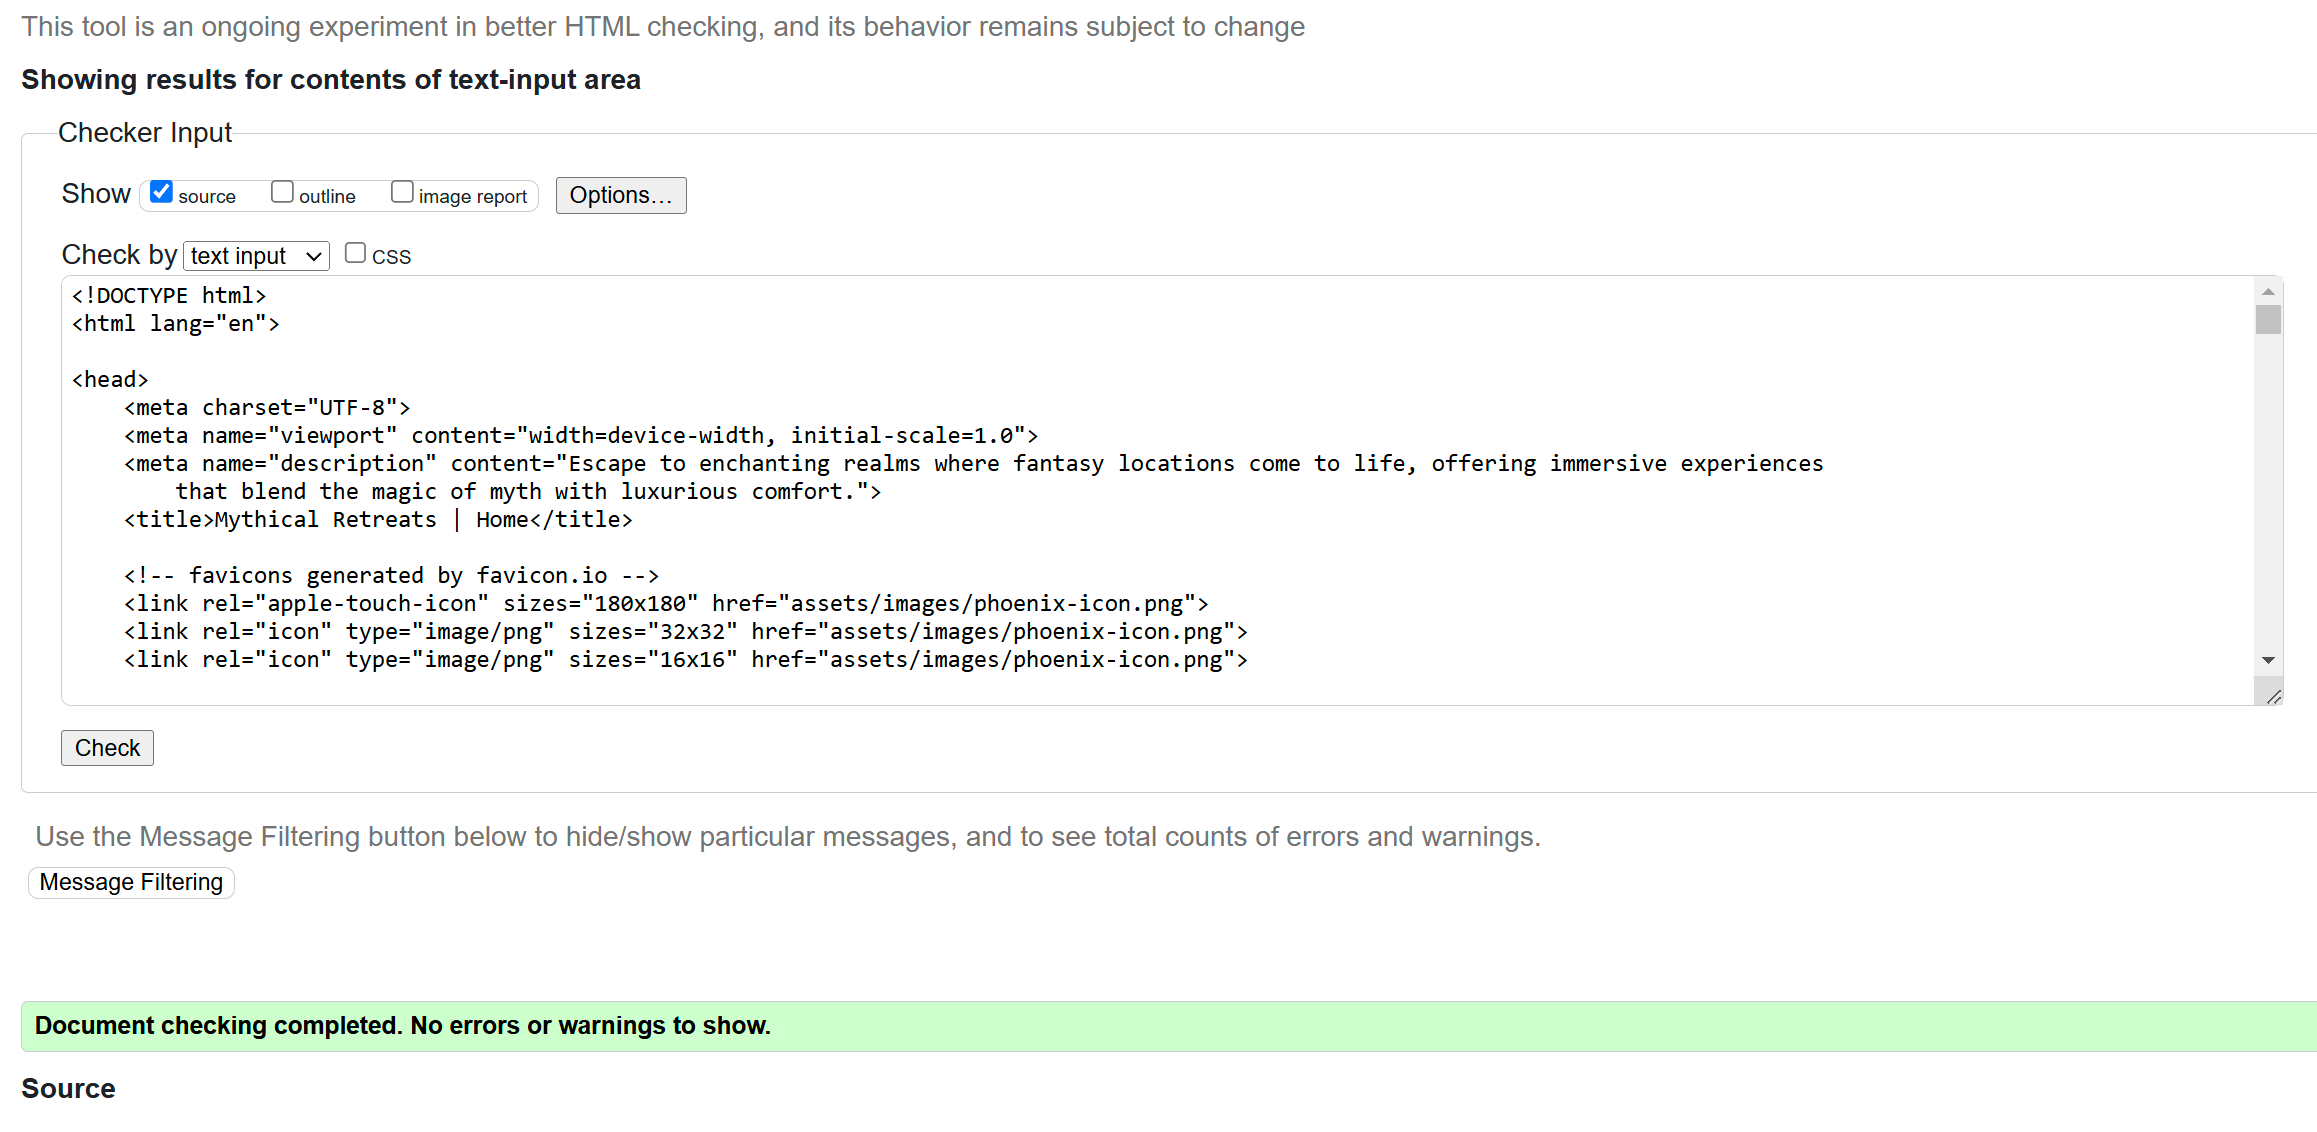 This tool is an ongoing experiment in better HTML checking, and its behavior remains subject to change
Showing results for contents of text-input area
Checker Input
Show source outline image report Options...
Check by text input CSS
<!DOCTYPE html>
<html lang="en">
<head>
<meta charset="UTF-8">
<meta name="viewport" content="width=device-width, initial-scale=1.0">
<meta name="description" content="Escape to enchanting realms where fantasy locations come to life, offering immersive experiences
that blend the magic of myth with luxurious comfort.">
<title>Mythical Retreats | Home</title>
<!-- favicons generated by favicon.io -->
<link rel="apple-touch-icon" sizes="180x180" href="assets/images/phoenix-icon.png">
<link rel="icon" type="image/png" sizes="32x32" href="assets/images/phoenix-icon.png">
<link rel="icon" type="image/png" sizes="16x16" href="assets/images/phoenix-icon.png">
Check
Use the Message Filtering button below to hide/show particular messages, and to see total counts of errors and warnings.
Message Filtering
Document checking completed. No errors or warnings to show.
Source